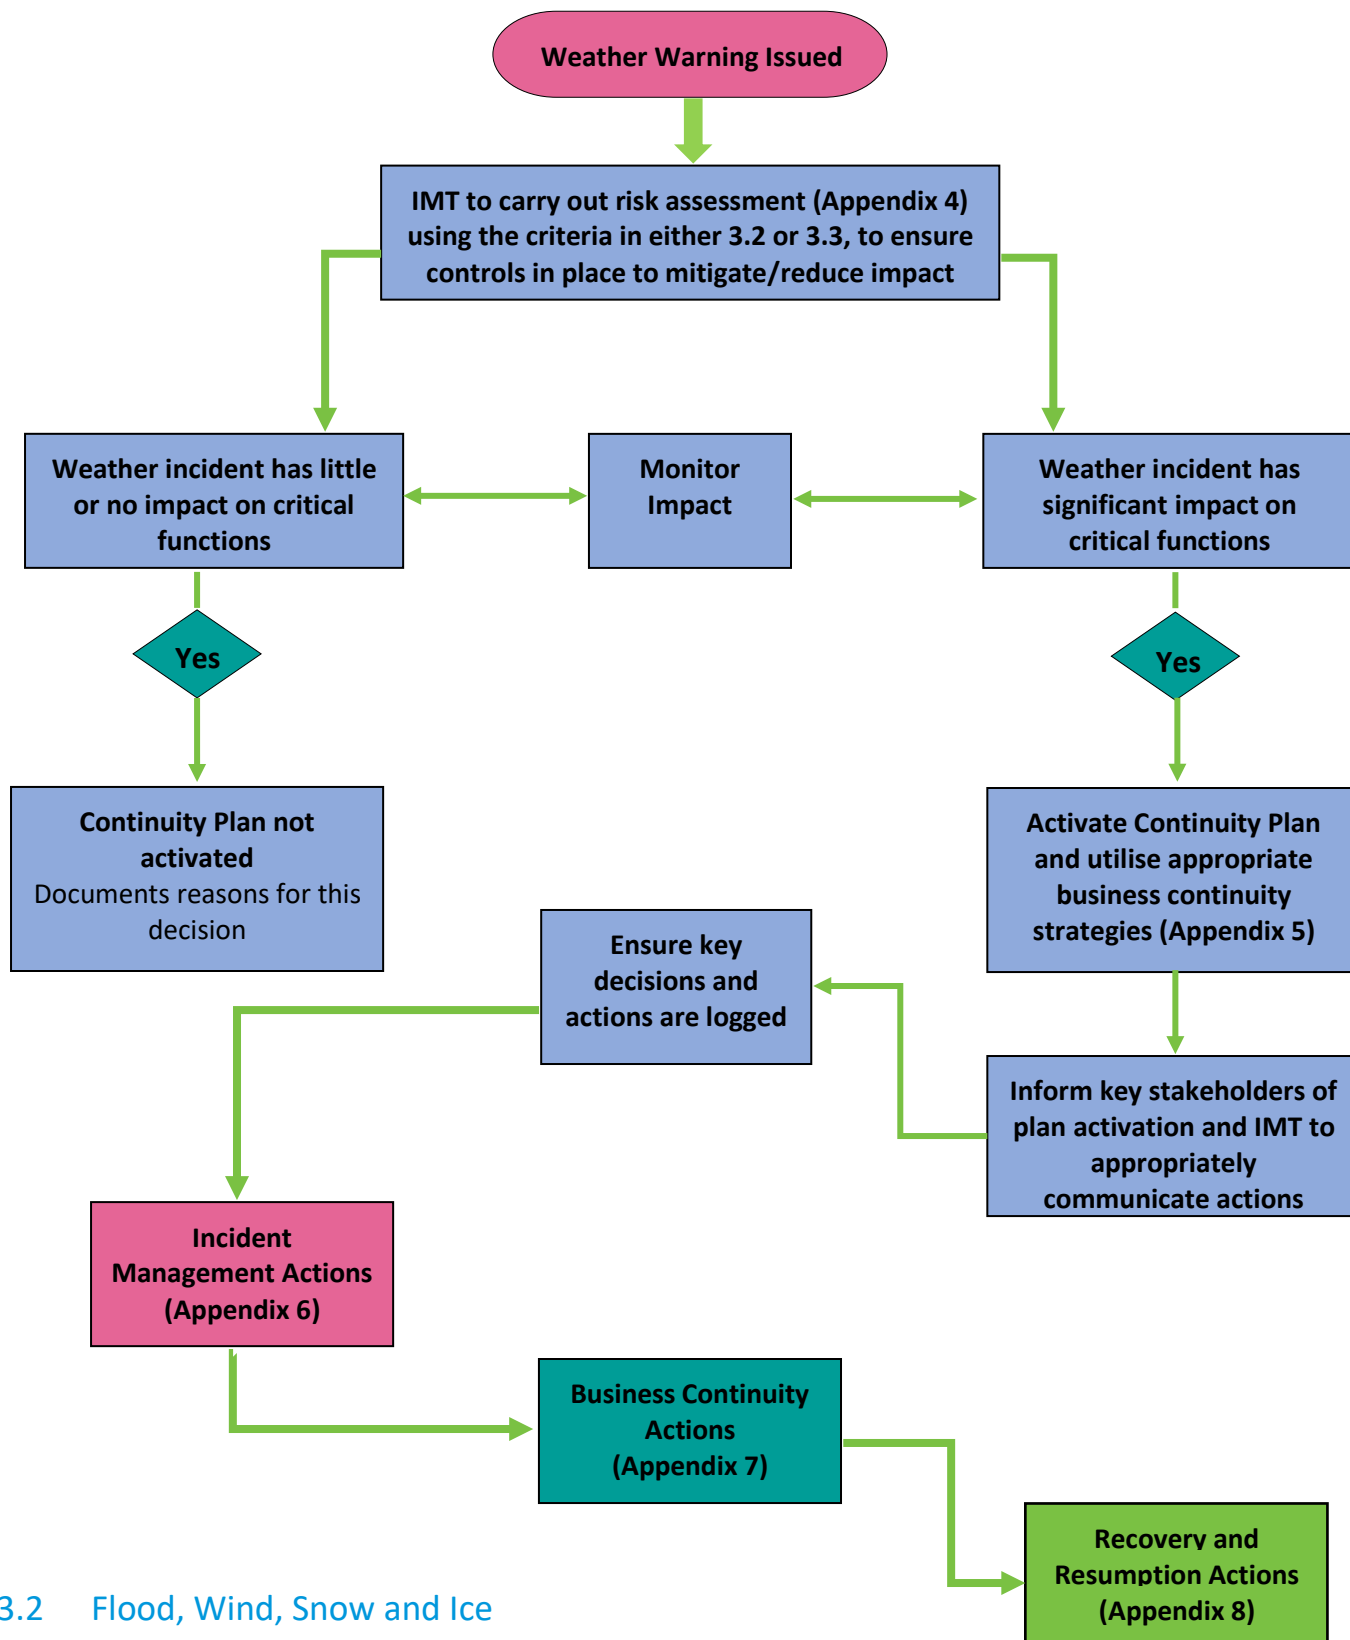 Weather Warning Issued
IMT to carry out risk assessment (Appendix 4)
using the criteria in either 3.2 or 3.3, to ensure
controls in place to mitigate/reduce impact
Weather incident has little
or no impact on critical
functions
Monitor
Impact
Weather incident has
significant impact on
critical functions
Yes
Yes
Continuity Plan not
activated
Documents reasons for this
decision
Activate Continuity Plan
and utilise appropriate
business continuity
strategies (Appendix 5)
Ensure key
decisions and
actions are logged
Inform key stakeholders of
plan activation and IMT to
appropriately
communicate actions
Incident
Management Actions
(Appendix 6)
Business Continuity
Actions
(Appendix 7)
Recovery and
Resumption Actions
(Appendix 8)
3.2 Flood, Wind, Snow and Ice